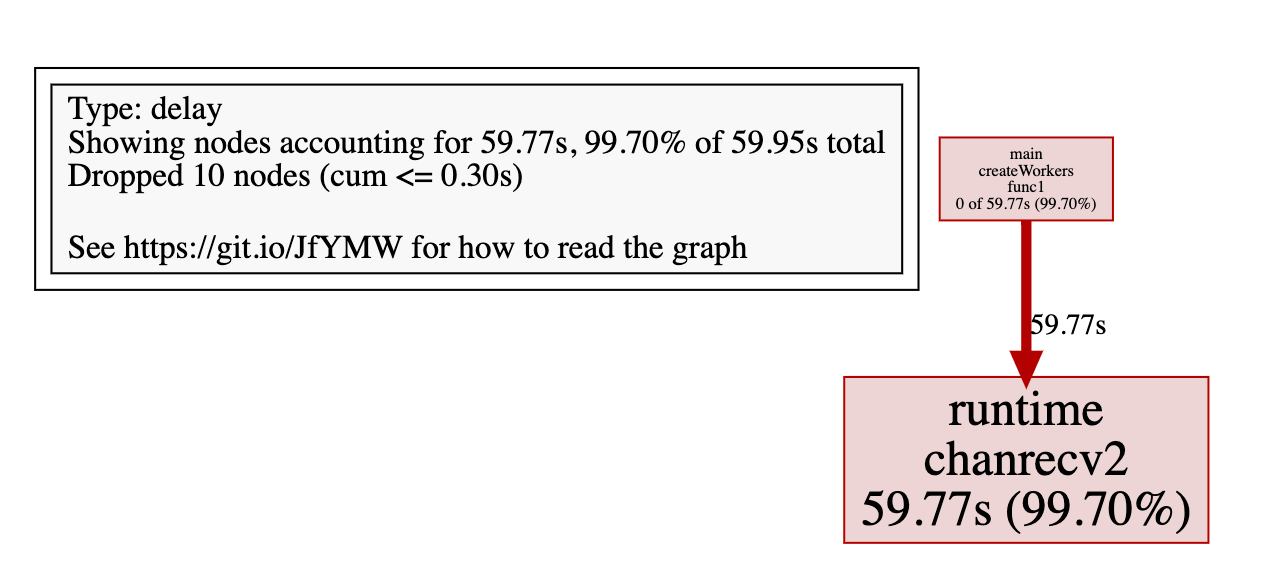 Type: delay
Showing nodes accounting for 59.77s, 99.70% of 59.95s total
Dropped 10 nodes (cum <= 0.30s)
See https://git.io/JfYMW for how to read the graph
main
createWorkers
func1
0 of 59.77s (99.70%)
59.77s
runtime
chanrecv2
59.77s (99.70%)